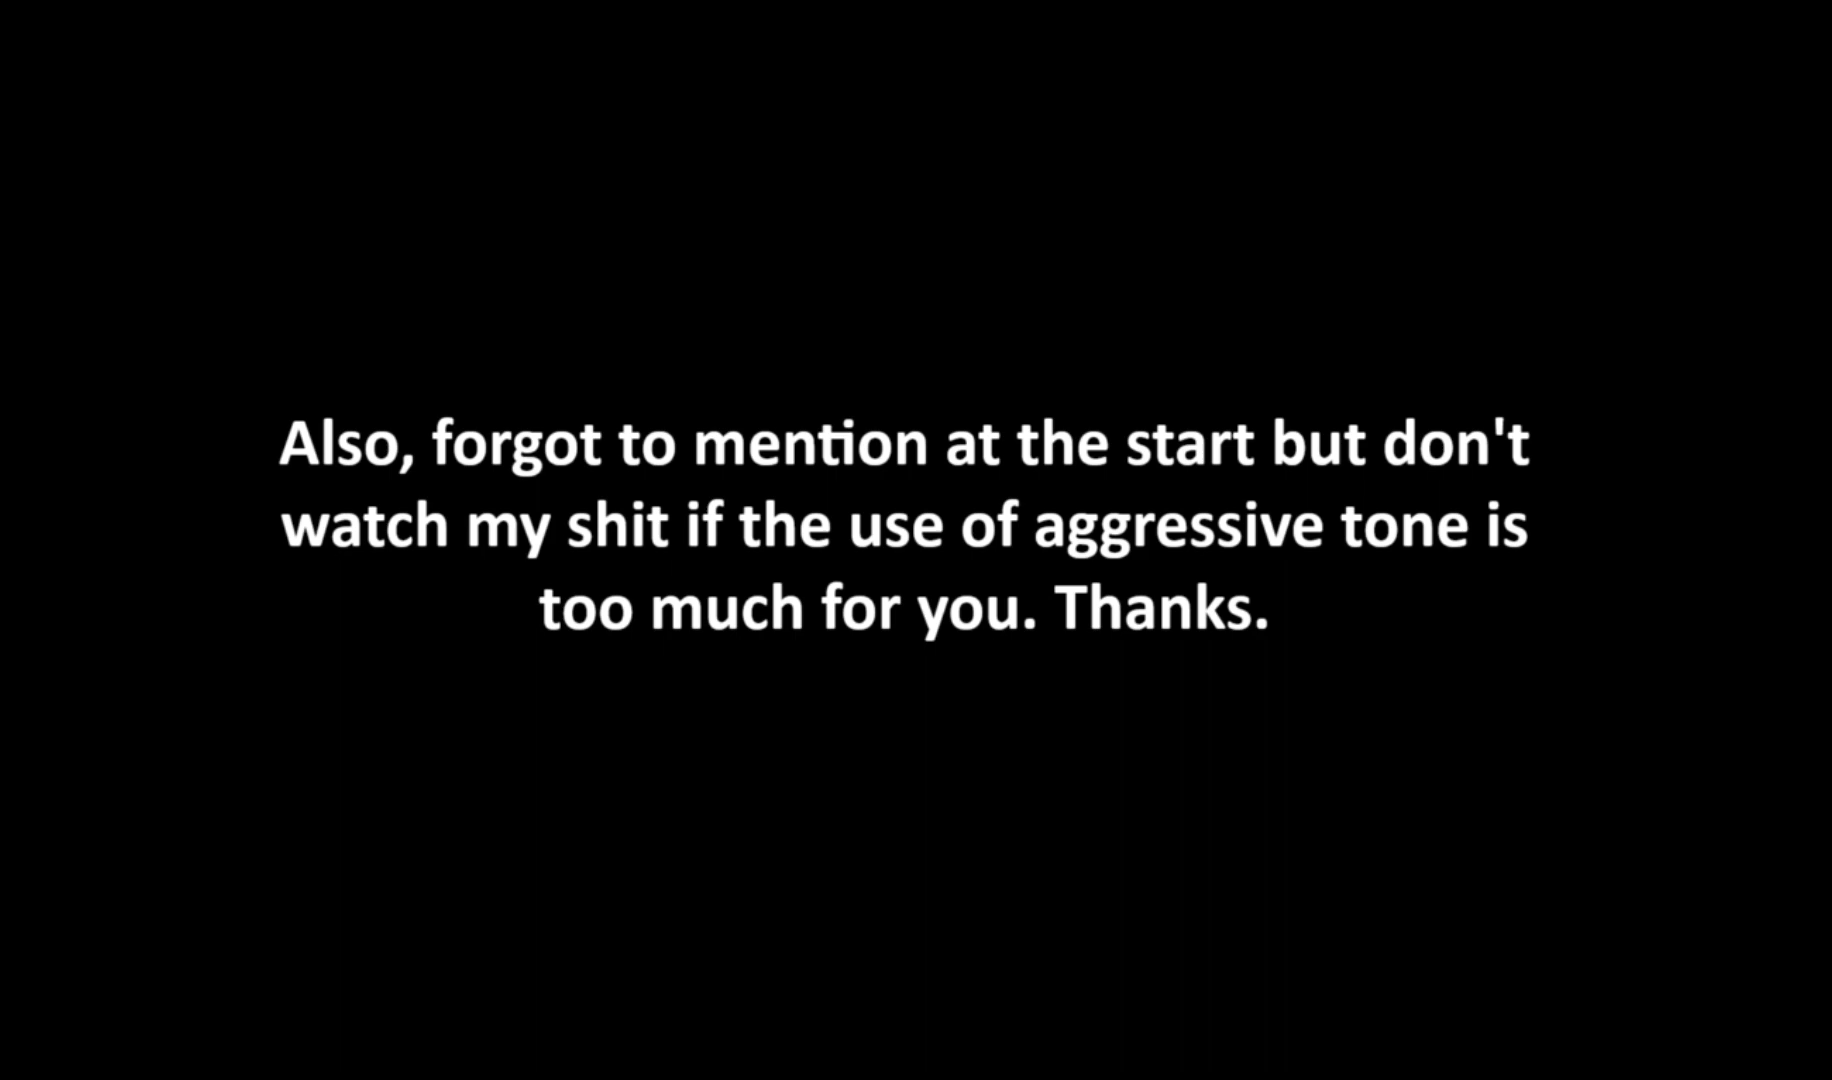 Also, forgot to mention at the start but don't
watch my shit if the use of aggressive tone is
too much for you. Thanks.